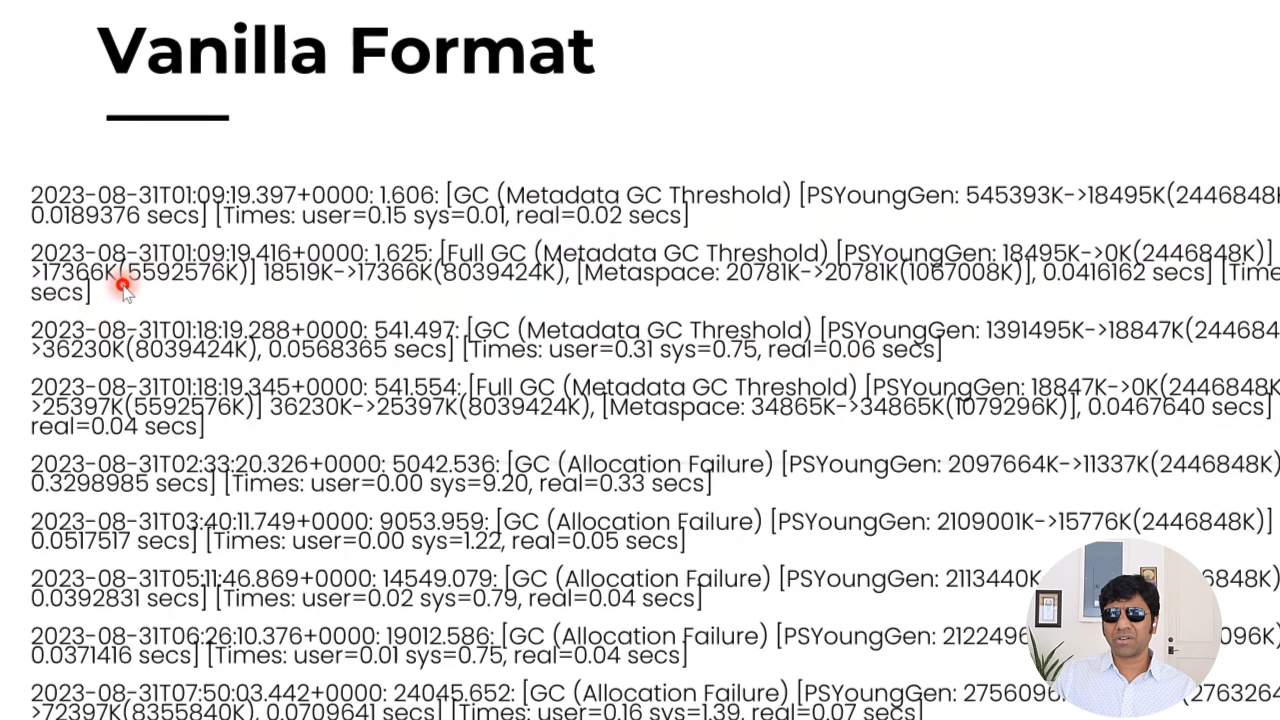 Vanilla Format
2023-08-31T01:09:19.397+0000: 1.606: [GC (Metadata GC Threshold) [PSYoungGen: 545393K->18495K(2446848K
0.0189376 secs] [Times: user=0.15 sys=0.01, real=0.02 secs]
2023-08-31T01:09:19.416+0000: 1.625: [Full GC (Metadata GC Threshold) [PSYoungGen: 18495K->0K(2446848K)]
>17366K(5592576K)] 18519K->17366K(8039424K), [Metaspace: 20781K->20781K(1067008K)], 0.0416162 secs] [Time
secs]
2023-08-31T01:18:19.288+0000: 541.497: [GC (Metadata GC Threshold) [PSYoungGen: 1391495K->18847K(244684
>36230K(8039424K), 0.0568365 secs] [Times: user=0.31 sys=0.75, real=0.06 secs]
2023-08-31T01:18:19.345+0000: 541.554: [Full GC (Metadata GC Threshold) [PSYoungGen: 18847K->0K(2446848K
>25397K(5592576K)] 36230K->25397K(8039424K), [Metaspace: 34865K->34865K(1079296K)], 0.0467640 secs]
real=0.04 secs]
2023-08-31T02:33:20.326+0000: 5042.536: [GC (Allocation Failure) [PSYoungGen: 2097664K->11337K(2446848K)
0.3298985 secs] [Times: user=0.00 sys=9.20, real=0.33 secs]
2023-08-31T03:40:11.749+0000: 9053.959: [GC (Allocation Failure) [PSYoungGen: 2109001K->15776K(2446848K)]
0.0517517 secs] [Times: user=0.00 sys=1.22, real=0.05 secs]
2023-08-31T05:11:46.869+0000: 14549.079: [GC (Allocation Failure) [PSYoungGen: 2113440K 6848K)
0.0392831 secs] [Times: user=0.02 sys=0.79, real=0.04 secs]
2023-08-31T06:26:10.376+0000: 19012.586: [GC (Allocation Failure) [PSYoungGen: 2122496 096K)
0.0371416 secs] [Times: user=0.01 sys=0.75, real=0.04 secs]
2023-08-31T07:50:03.442+0000: 24045.652: [GC (Allocation Failure) [PSYoungGen: 275609 (2763264
>72397K(8355840K), 0.0709641 secs] [Times: user=0.16 sys=1.39, real=0.07 secs]